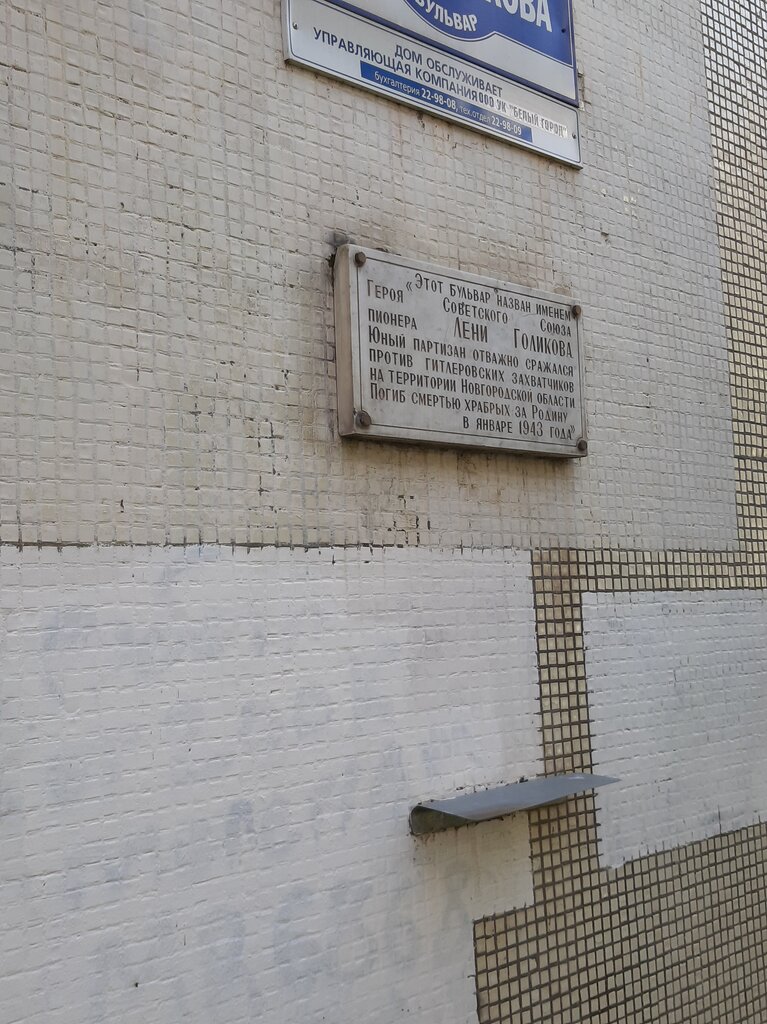 БУЛЬВАР
ДОМ ОБСЛУЖИВАЕТ
УПРАВЛЯЮЩАЯ КОМПАНИЯ ООО УК "БЕЛЫЙ ГОРОД"
бухгалтерия 22-98-08, тех.отдел 22-98-09
«Этот бульвар назван именем
Героя Советского Союза
пионера Лени Голикова
Юный партизан отважно сражался
против гитлеровских захватчиков
на территории Новгородской области
Погиб смертью храбрых за Родину
в январе 1943 года»